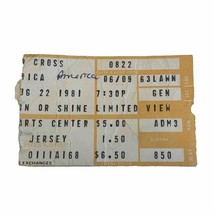 O CROSS 0822
ICA America 06/09 63LAWN
G 22 1981 7:30P M GEN
N OR SHINE LIMITED VIEW
ARTS CENTER $5.00 ADM3
JERSEY 1.50
0111A168 $6.50 850
EXCHANGES